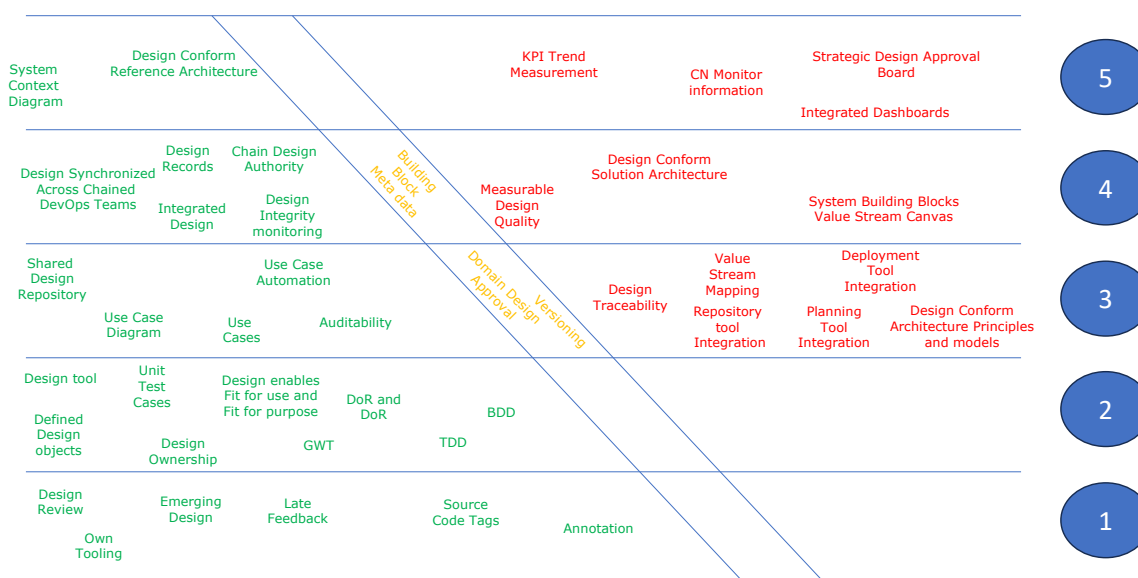 System
Context
Diagram
Design Conform
Reference Architecture
KPI Trend
Measurement
CN Monitor
information
Strategic Design Approval
Board
Integrated Dashboards
5
Design Synchronized
Across Chained
DevOps Teams
Design
Records
Chain Design
Authority
Integrated
Design
Design
Integrity
monitoring
Building
Block
Meta data
Measurable
Design
Quality
Design Conform
Solution Architecture
System Building Blocks
Value Stream Canvas
4
Shared
Design
Repository
Use Case
Automation
Use Case
Diagram
Use
Cases
Auditability
Domain Design
Approval
Versioning
Design
Traceability
Value
Stream
Mapping
Deployment
Tool
Integration
Repository
tool
Integration
Planning
Tool
Integration
Design Conform
Architecture Principles
and models
3
Design tool
Unit
Test
Cases
Design enables
Fit for use and
Fit for purpose
DoR and
DoR
BDD
Defined
Design
objects
Design
Ownership
GWT
TDD
2
Design
Review
Own
Tooling
Emerging
Design
Late
Feedback
Source
Code Tags
Annotation
1